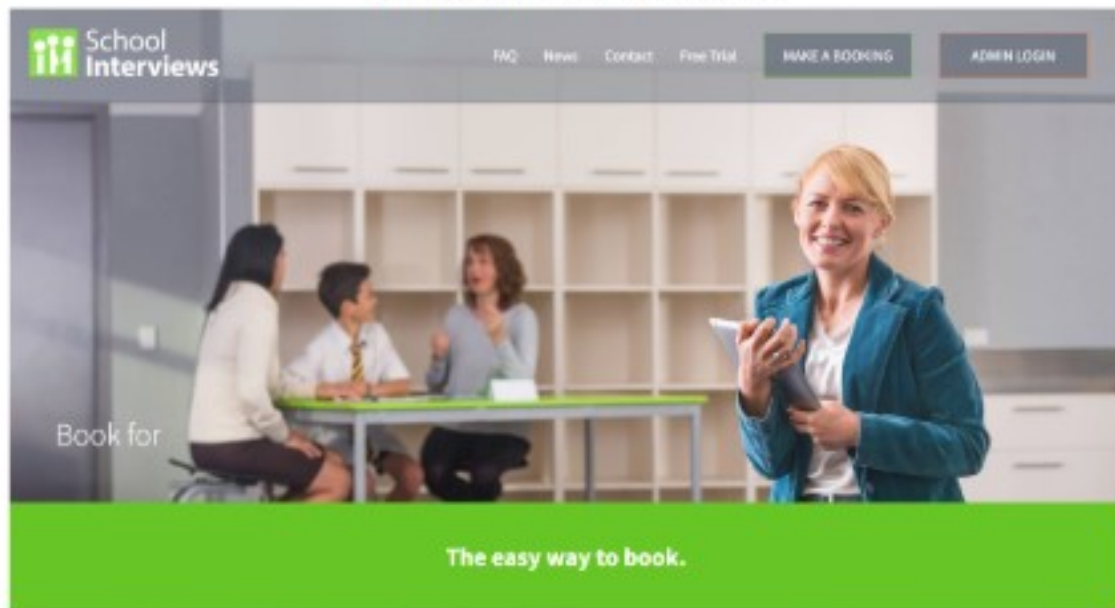 School
Interviews
FAQ News Contact Free Trial MAKE A BOOKING ADMIN LOGIN
Book for
The easy way to book.